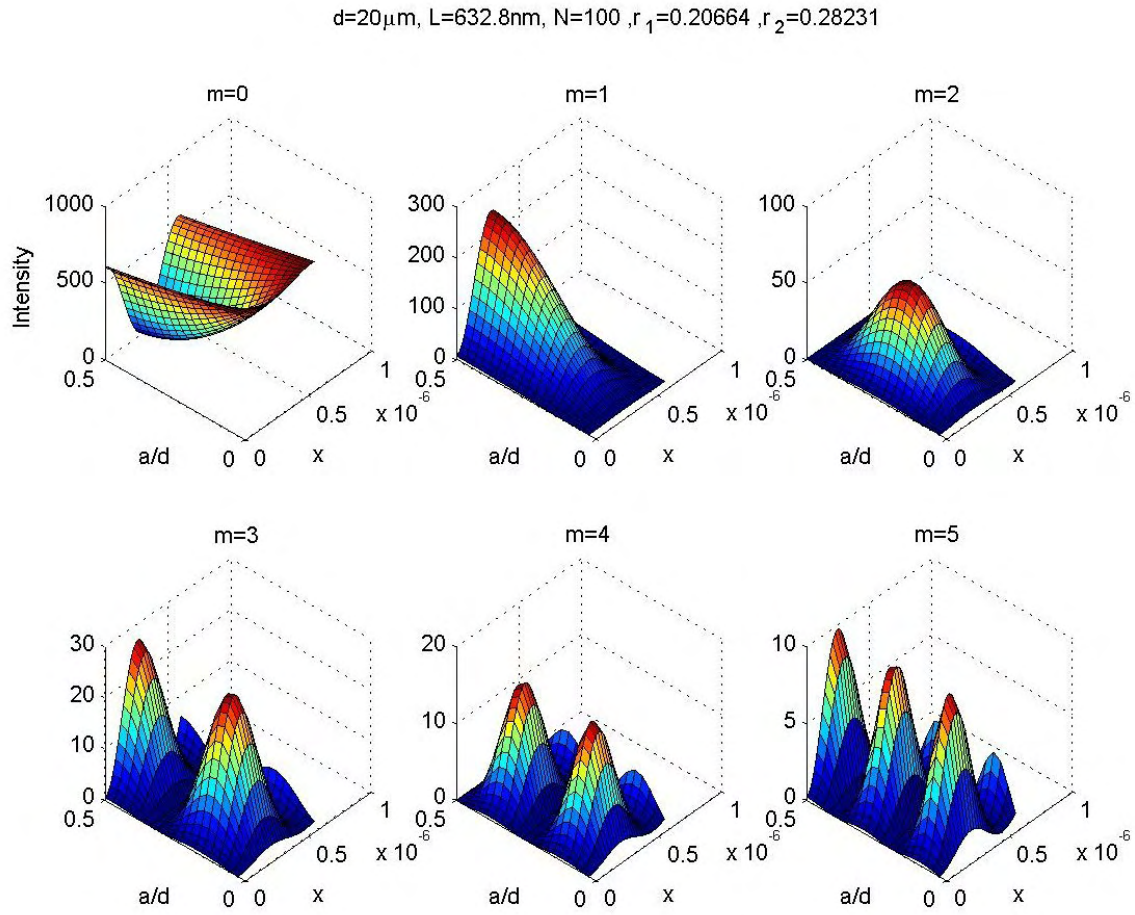 d=20μm, L=632.8nm, N=100 ,r1=0.20664 ,r2=0.28231
m=0
m=1
m=2
1000
500
0
Intensity
0.5
a/d
0
0
x
0.5
1
x 10-6
300
200
100
0
0.5
a/d
0
0
x
0.5
1
x 10-6
100
50
0
0.5
a/d
0
0
x
0.5
1
x 10-6
m=3
m=4
m=5
30
20
10
0
0.5
a/d
0
0
x
0.5
1
x 10-6
20
10
0
0.5
a/d
0
0
x
0.5
1
x 10-6
10
5
0
0.5
a/d
0
0
x
0.5
1
x 10-6